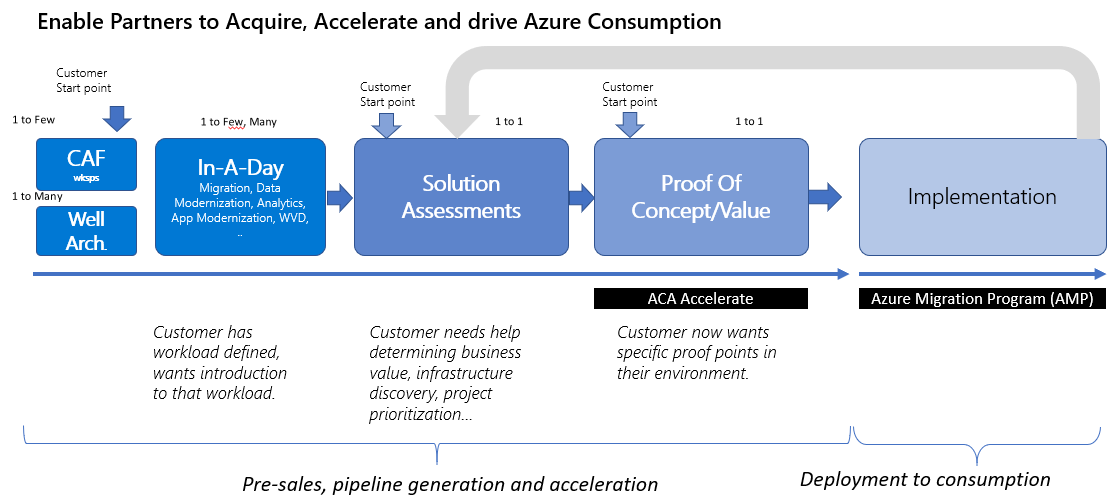 Enable Partners to Acquire, Accelerate and drive Azure Consumption
Customer
Start point
Customer
Start point
Customer
Start point
1 to Few
1 to Few, Many
1 to 1
1 to 1
CAF
wksps
1 to Many
Well
Arch.
In-A-Day
Migration, Data
Modernization, Analytics,
App Modernization, WVD,
..
Solution
Assessments
Proof Of
Concept/Value
Implementation
ACA Accelerate
Azure Migration Program (AMP)
Customer has
workload defined,
wants introduction
to that workload.
Customer needs help
determining business
value, infrastructure
discovery, project
prioritization…
Customer now wants
specific proof points in
their environment.
Pre-sales, pipeline generation and acceleration
Deployment to consumption